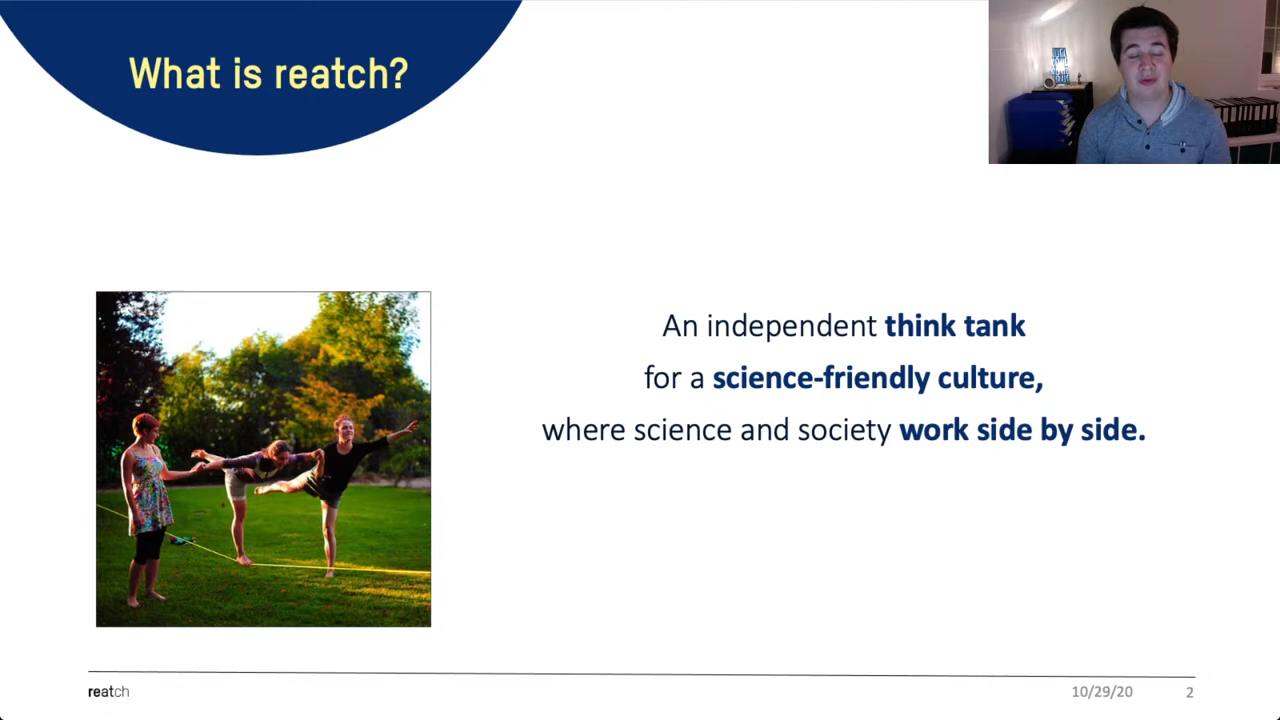 What is reatch?
An independent think tank
for a science-friendly culture,
where science and society work side by side.
reatch
10/29/20
2